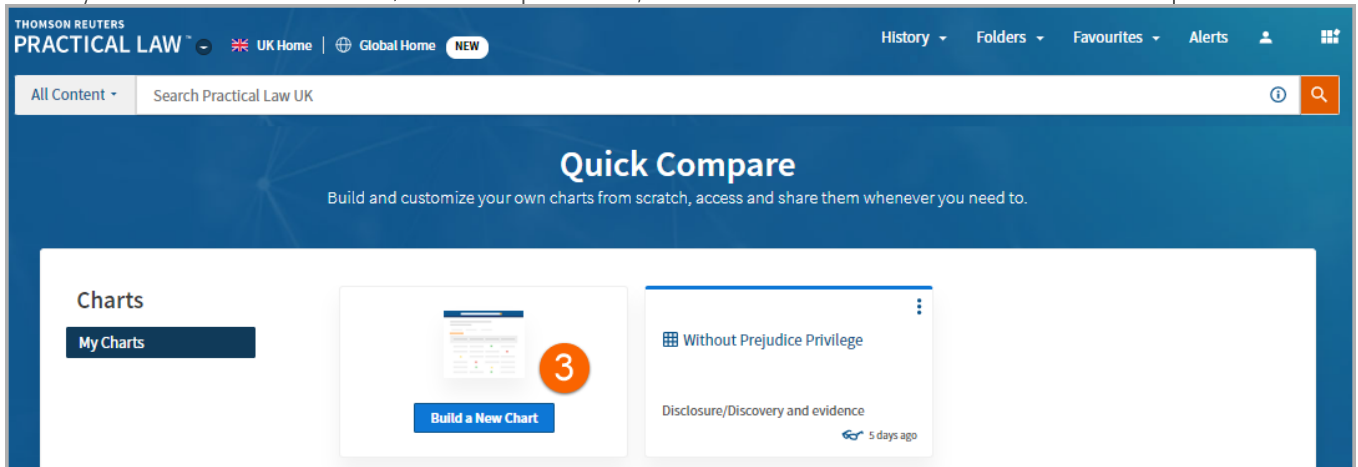 THOMSON REUTERS
PRACTICAL LAW™ UK Home | Global Home NEW History Folders Favourites Alerts
All Content Search Practical Law UK
Quick Compare
Build and customize your own charts from scratch, access and share them whenever you need to.
Charts
My Charts
3
Build a New Chart
Without Prejudice Privilege
Disclosure/Discovery and evidence
5 days ago